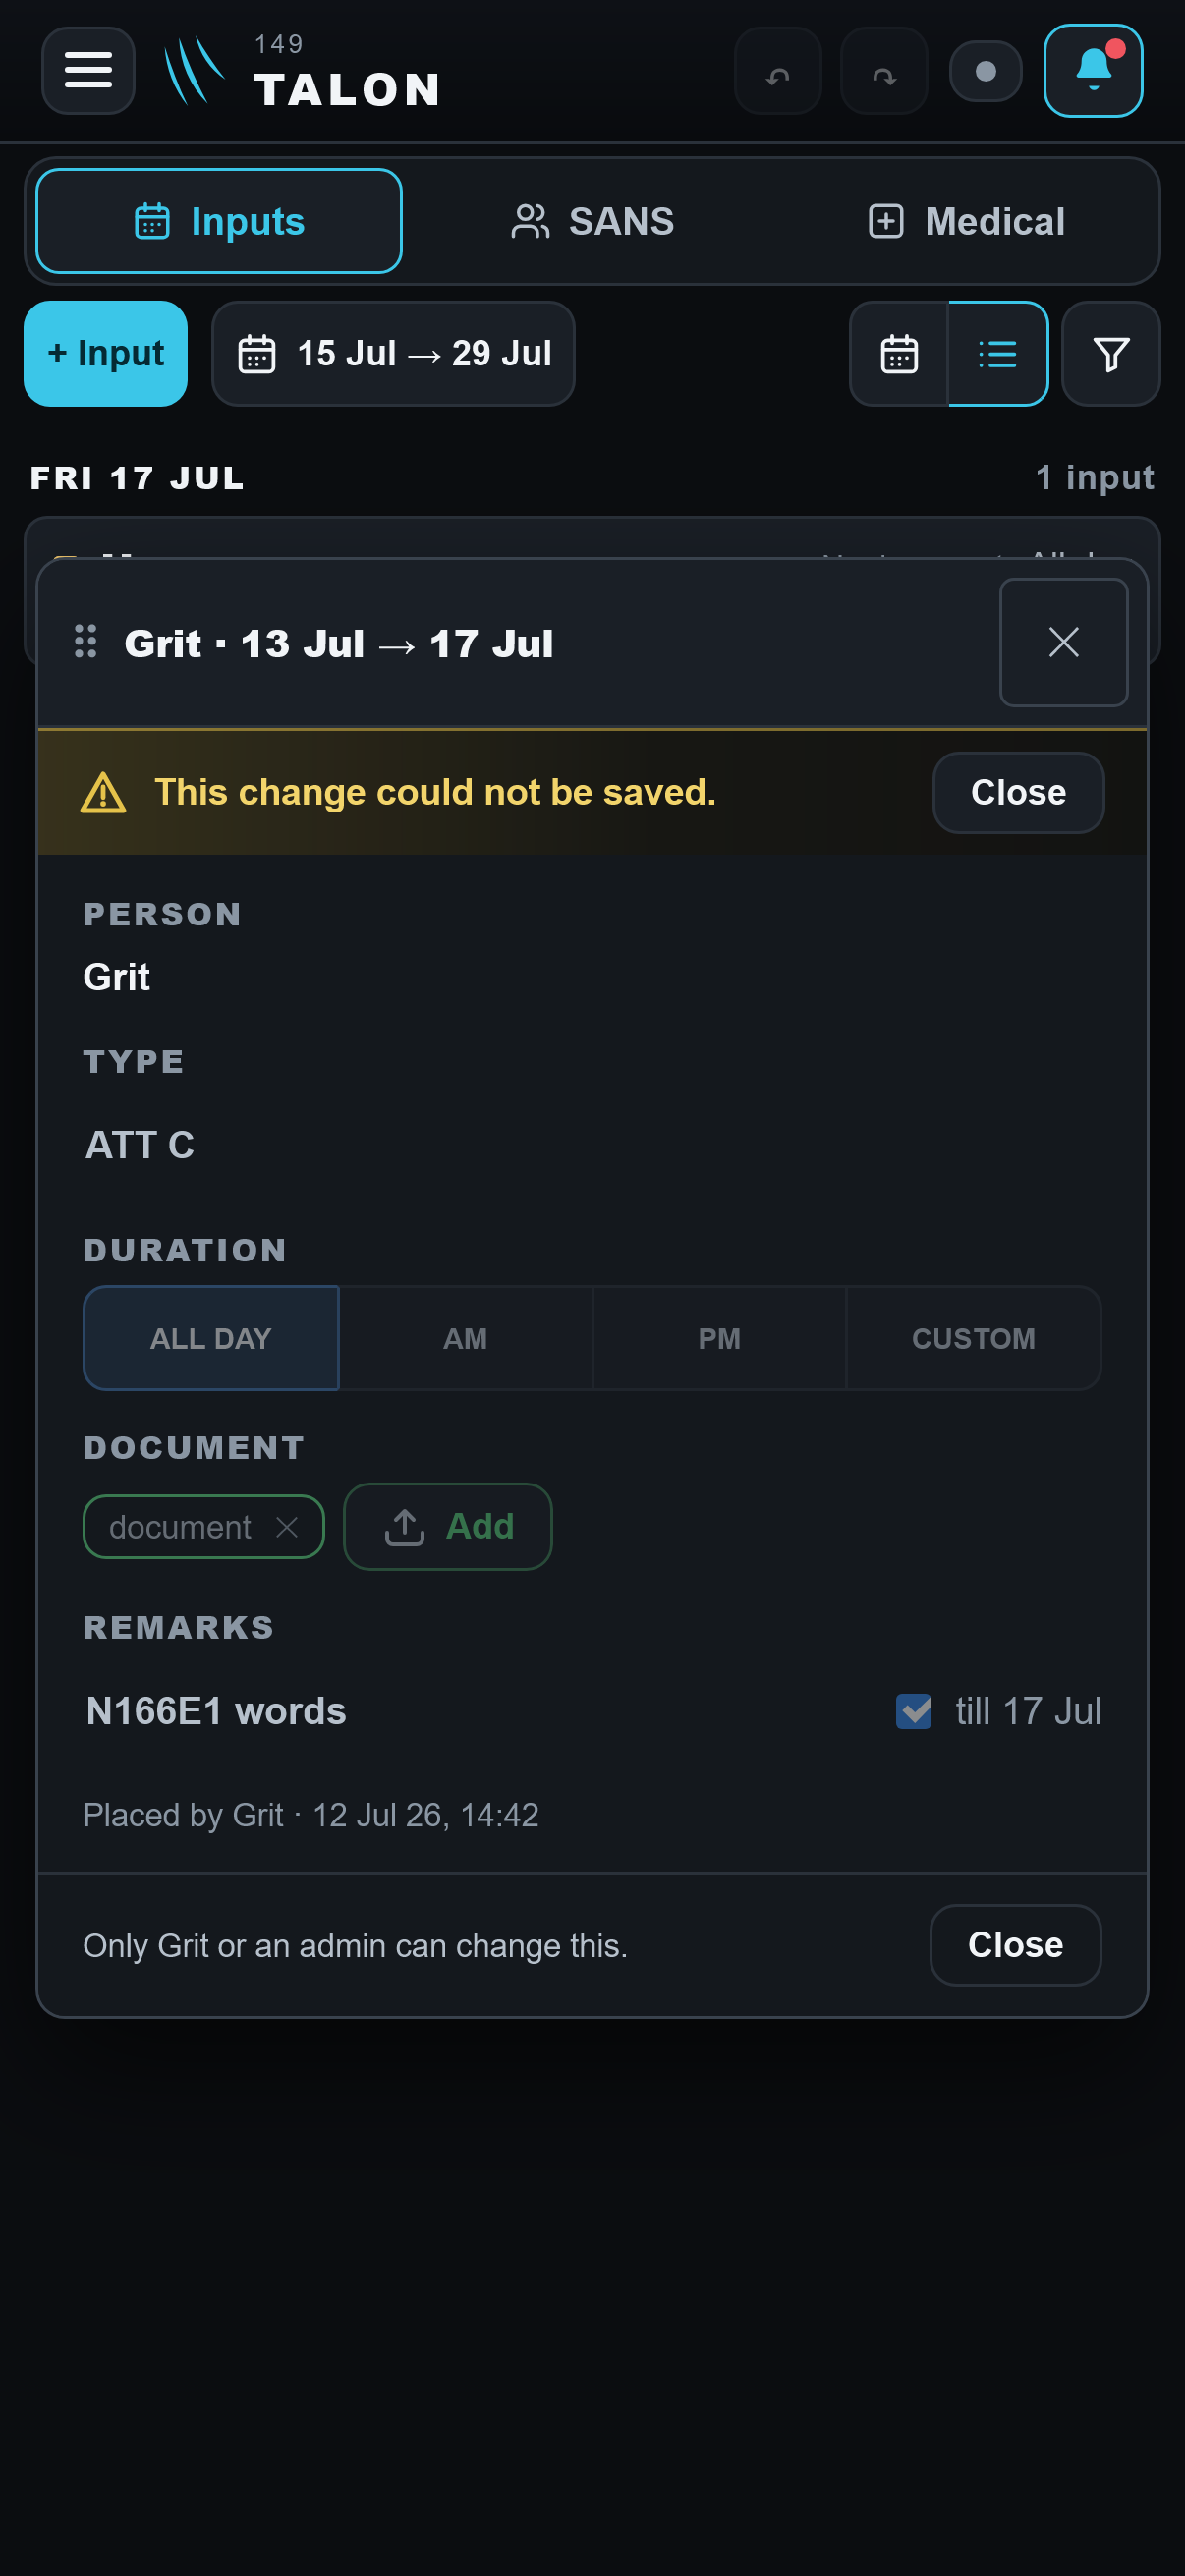 149
TALON
Inputs SANS Medical
+ Input 15 Jul → 29 Jul
FRI 17 JUL 1 input
Grit · 13 Jul → 17 Jul
This change could not be saved. Close
PERSON
Grit
TYPE
ATT C
DURATION
ALL DAY AM PM CUSTOM
DOCUMENT
document Add
REMARKS
N166E1 words till 17 Jul
Placed by Grit · 12 Jul 26, 14:42
Only Grit or an admin can change this. Close